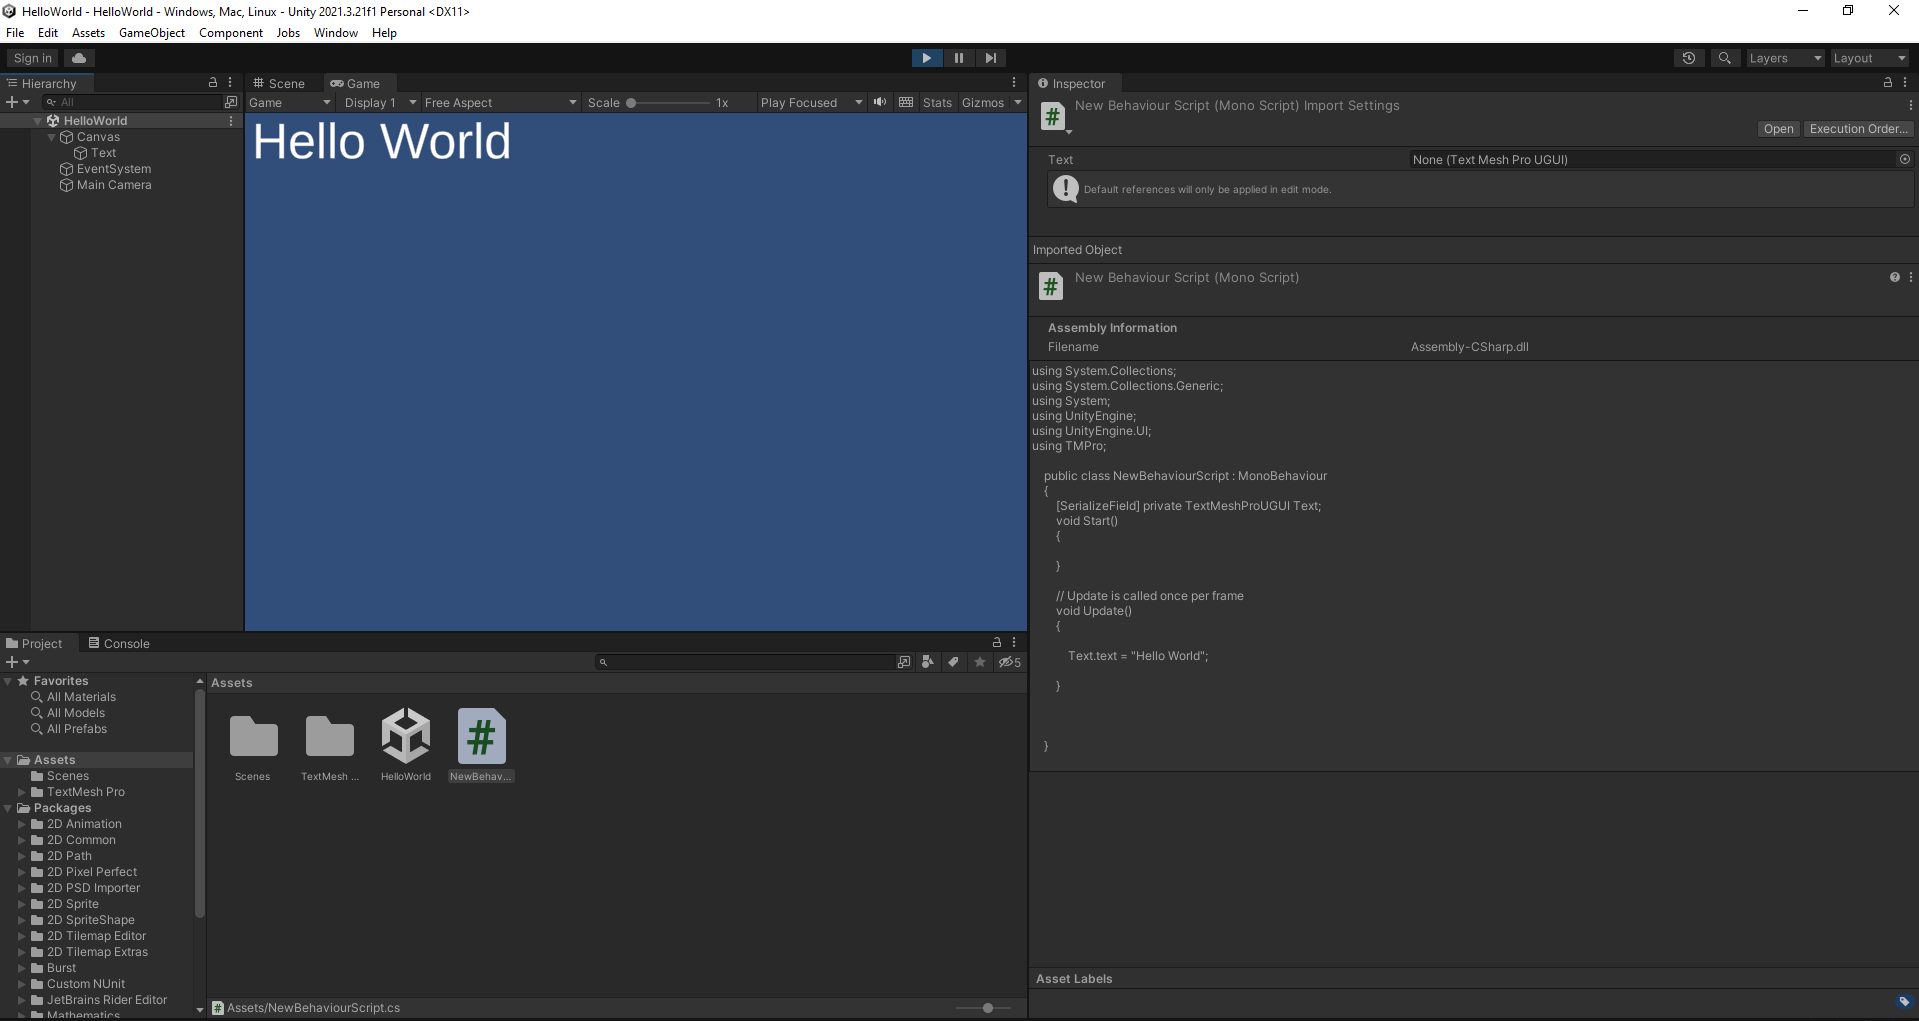 HelloWorld - HelloWorld - Windows, Mac, Linux - Unity 2021.3.21f1 Personal <DX11>
File Edit Assets GameObject Component Jobs Window Help
Sign in
Layers Layout
Hierarchy
All
HelloWorld
Canvas
Text
EventSystem
Main Camera
Scene Game
Game Display 1 Free Aspect Scale 1x Play Focused Stats Gizmos
Hello World
Inspector
New Behaviour Script (Mono Script) Import Settings
Open Execution Order...
Text None (Text Mesh Pro UGUI)
Default references will only be applied in edit mode.
Imported Object
New Behaviour Script (Mono Script)
Assembly Information
Filename Assembly-CSharp.dll
using System.Collections;
using System.Collections.Generic;
using System;
using UnityEngine;
using UnityEngine.UI;
using TMPro;
public class NewBehaviourScript : MonoBehaviour
{
[SerializeField] private TextMeshProUGUI Text;
void Start()
{
}
// Update is called once per frame
void Update()
{
Text.text = "Hello World";
}
}
Asset Labels
Project Console
5
Favorites
All Materials
All Models
All Prefabs
Assets
Scenes
TextMesh Pro
Packages
2D Animation
2D Common
2D Path
2D Pixel Perfect
2D PSD Importer
2D Sprite
2D SpriteShape
2D Tilemap Editor
2D Tilemap Extras
Burst
Custom NUnit
JetBrains Rider Editor
Mathematics
Assets
Scenes TextMesh ... HelloWorld NewBehav...
Assets/NewBehaviourScript.cs